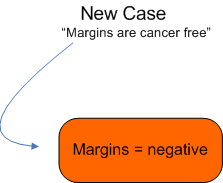 New Case
“Margins are cancer free”
Margins = negative